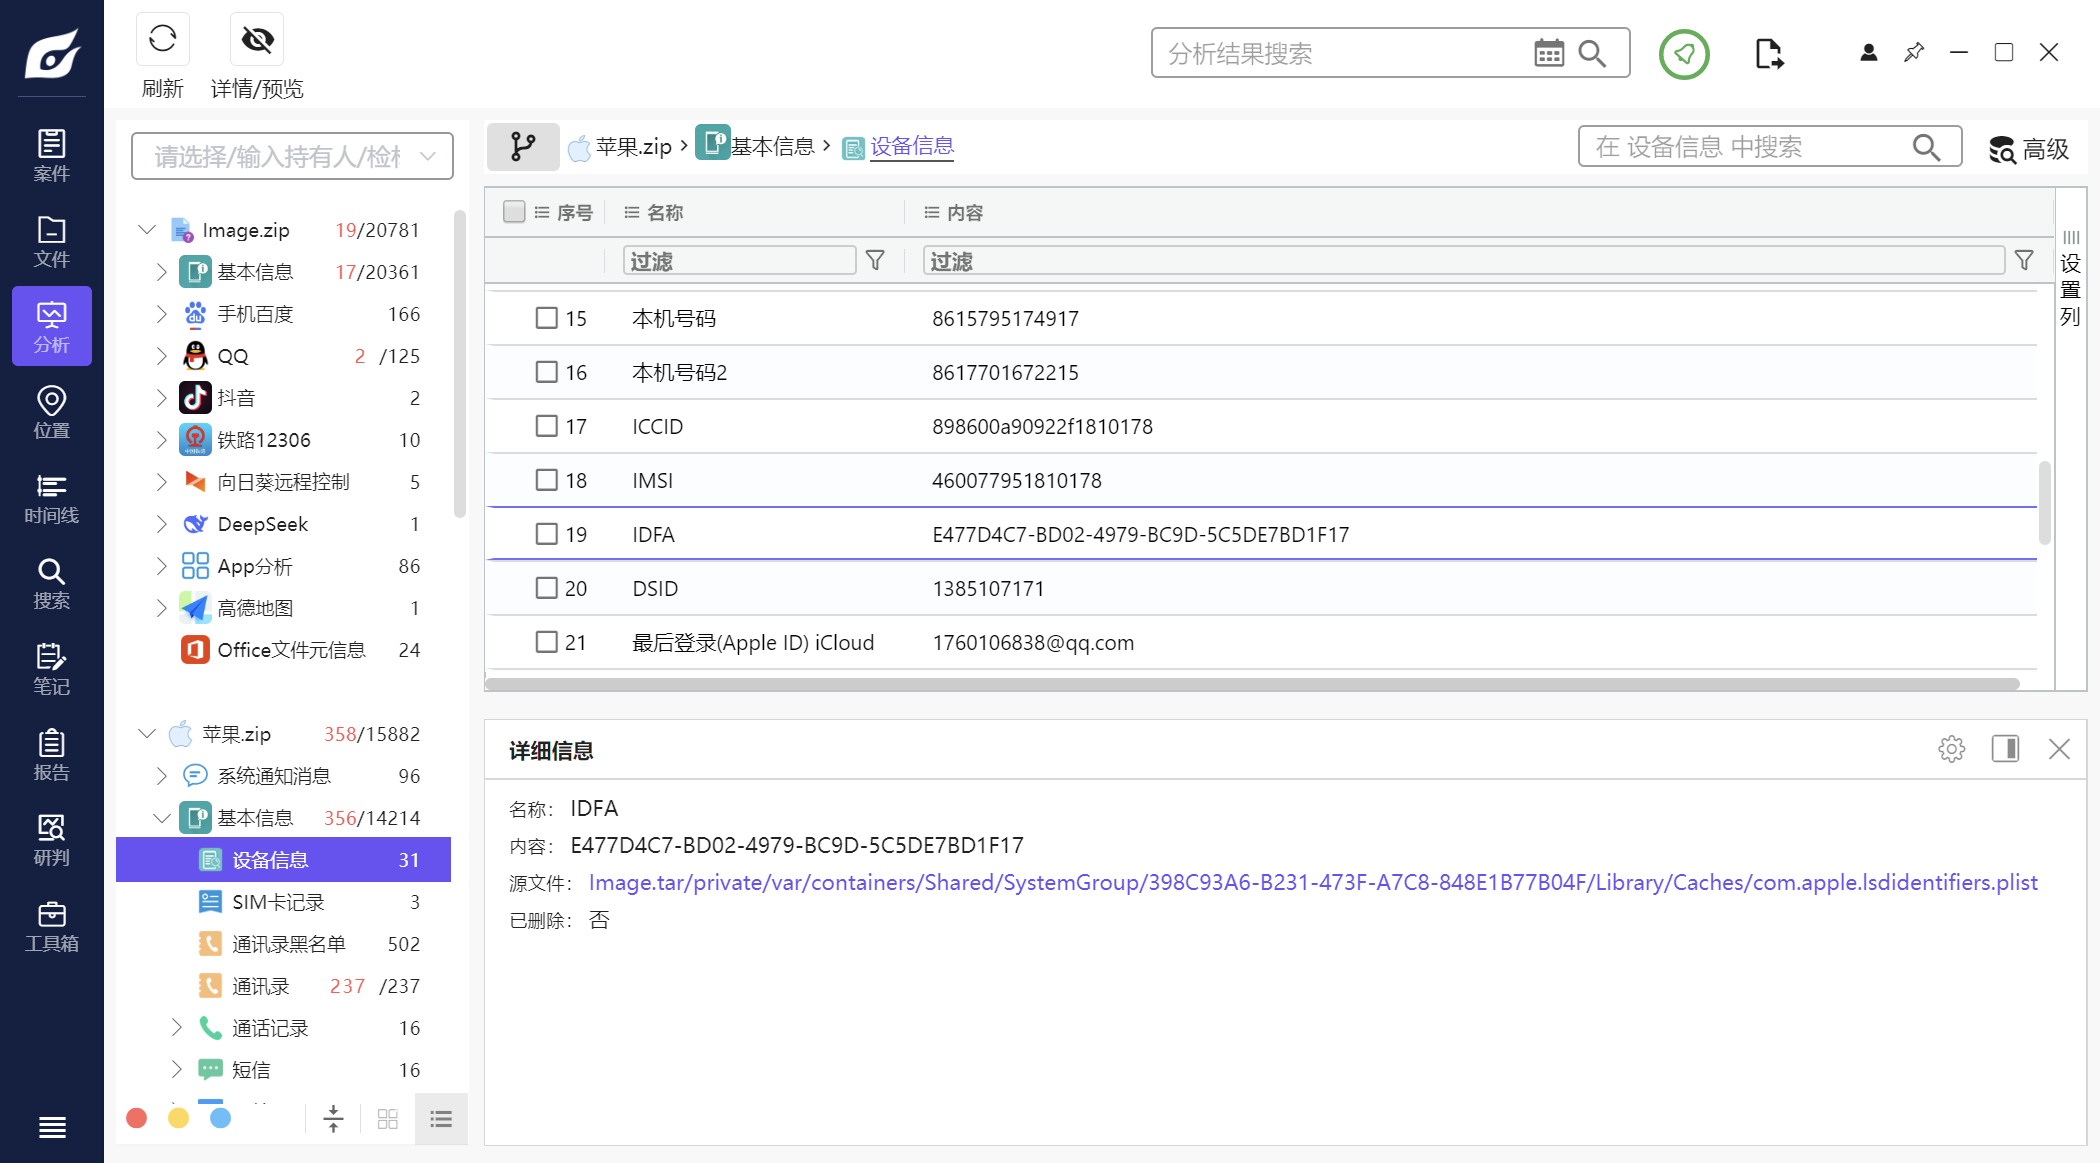 刷新
详情/预览
分析结果搜索
案件
文件
分析
位置
时间线
搜索
笔记
报告
研判
工具箱
请选择/输入持有人/检材
Image.zip 19/20781
基本信息 17/20361
手机百度 166
QQ 2 /125
抖音 2
铁路12306 10
向日葵远程控制 5
DeepSeek 1
App分析 86
高德地图 1
Office文件元信息 24
苹果.zip 358/15882
系统通知消息 96
基本信息 356/14214
设备信息 31
SIM卡记录 3
通讯录黑名单 502
通讯录 237 /237
通话记录 16
短信 16
苹果.zip › 基本信息 › 设备信息
在 设备信息 中搜索
高级
序号 名称 内容
过滤 过滤
15 本机号码 8615795174917
16 本机号码2 8617701672215
17 ICCID 898600a90922f1810178
18 IMSI 460077951810178
19 IDFA E477D4C7-BD02-4979-BC9D-5C5DE7BD1F17
20 DSID 1385107171
21 最后登录(Apple ID) iCloud 1760106838@qq.com
设置列
详细信息
名称: IDFA
内容: E477D4C7-BD02-4979-BC9D-5C5DE7BD1F17
源文件: Image.tar/private/var/containers/Shared/SystemGroup/398C93A6-B231-473F-A7C8-848E1B77B04F/Library/Caches/com.apple.lsdidentifiers.plist
已删除: 否